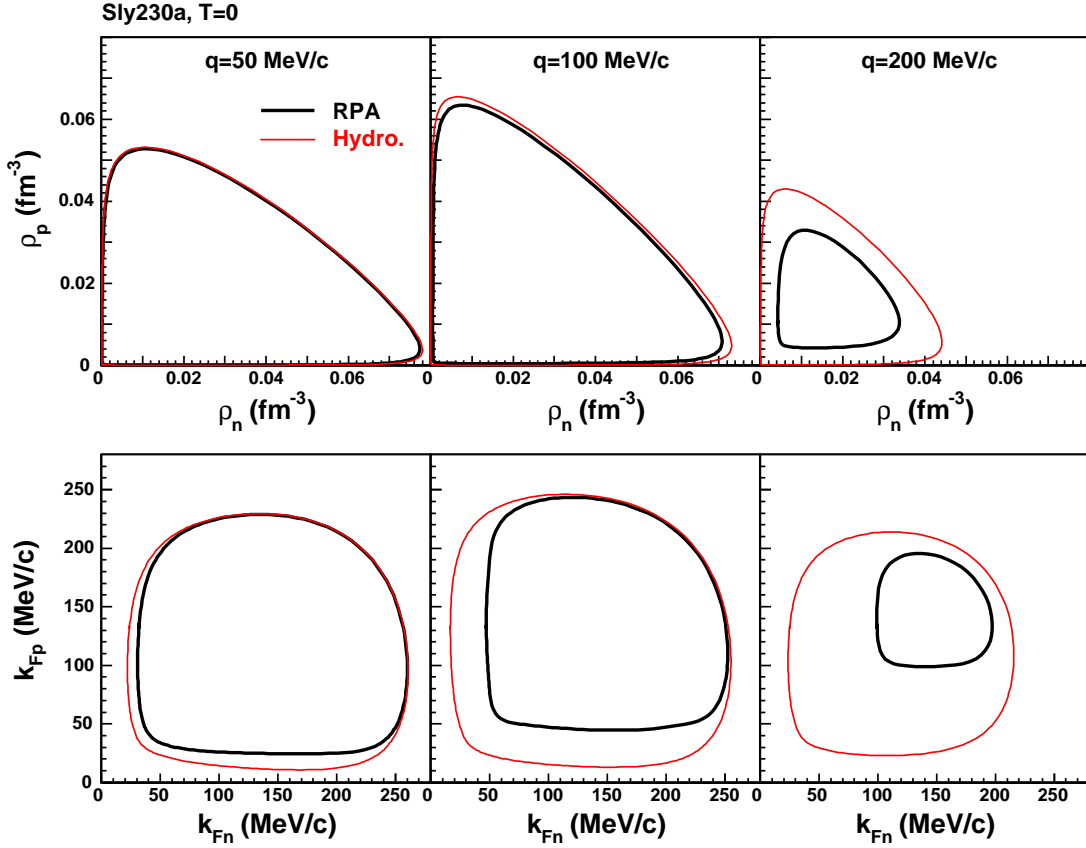 Sly230a, T=0
q=50 MeV/c
q=100 MeV/c
q=200 MeV/c
RPA
Hydro.
ρp (fm-3)
0.06
0.04
0.02
0
0 0.02 0.04 0.06
0 0.02 0.04 0.06
0 0.02 0.04 0.06
ρn (fm-3)
ρn (fm-3)
ρn (fm-3)
kFp (MeV/c)
250
200
150
100
50
0
0 50 100 150 200 250
0 50 100 150 200 250
0 50 100 150 200 250
kFn (MeV/c)
kFn (MeV/c)
kFn (MeV/c)